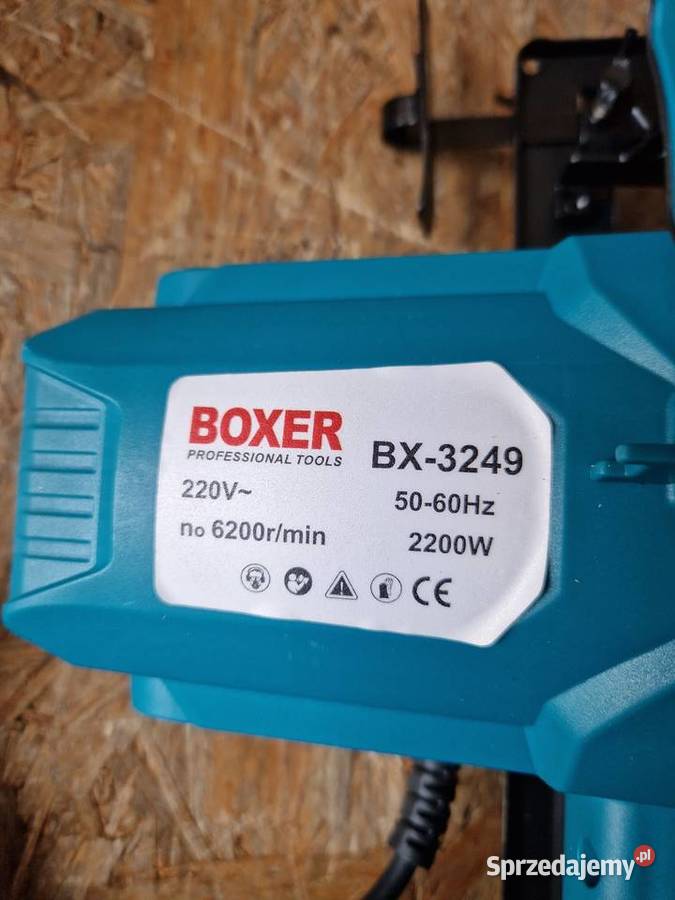 BOXER
PROFESSIONAL TOOLS
BX-3249
220V~
50-60Hz
no 6200r/min
2200W
CE
Sprzedajemy.pl